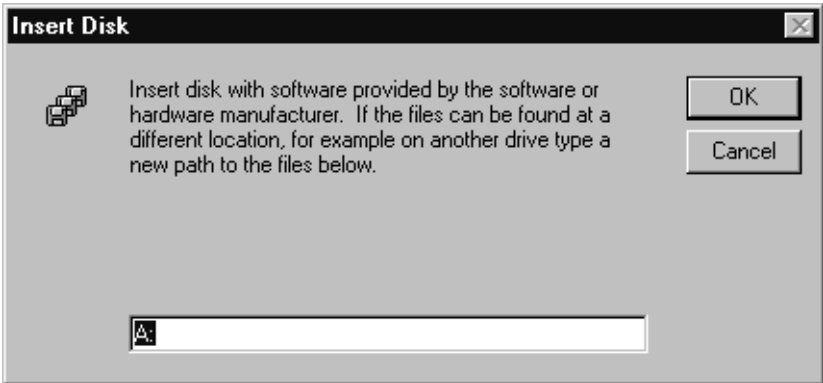 Insert Disk
Insert disk with software provided by the software or
hardware manufacturer.  If the files can be found at a
different location, for example on another drive type a
new path to the files below.
OK
Cancel
A: